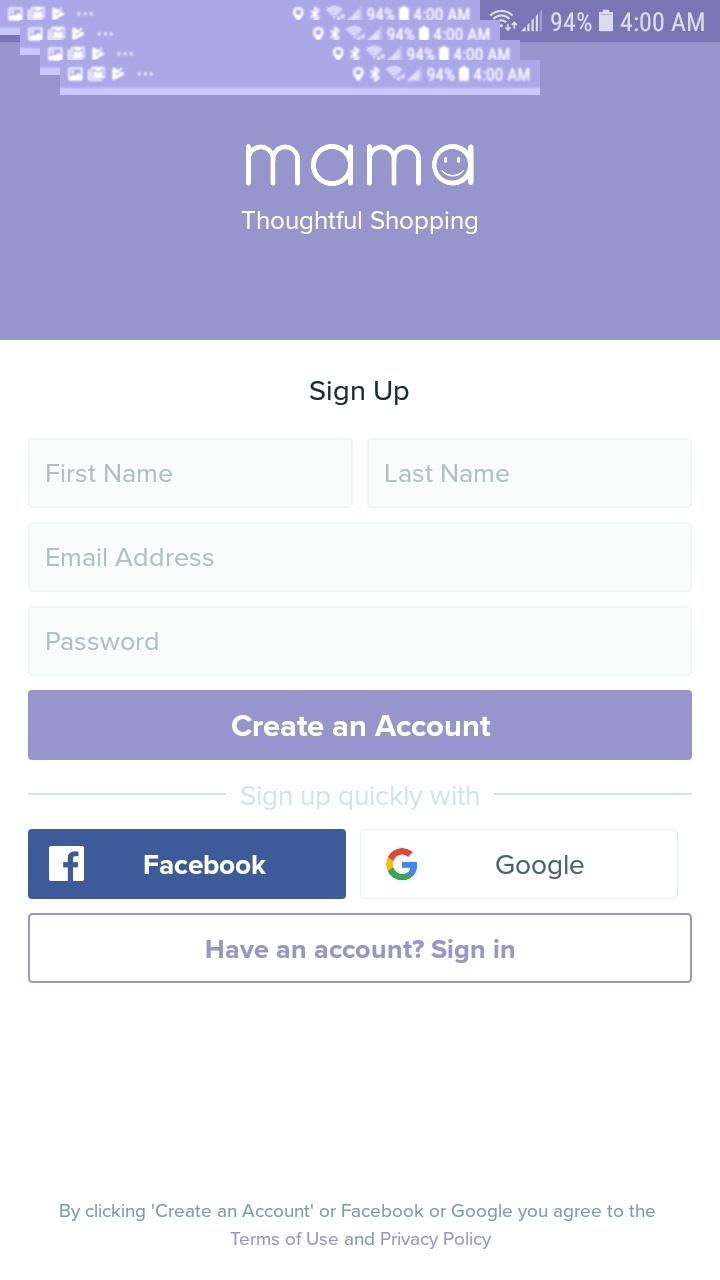 94% 4:00 AM
94% 4:00 AM
94% 4:00 AM
94% 4:00 AM
94% 4:00 AM
mama
Thoughtful Shopping
Sign Up
First Name
Last Name
Email Address
Password
Create an Account
Sign up quickly with
Facebook
Google
Have an account? Sign in
By clicking 'Create an Account' or Facebook or Google you agree to the
Terms of Use and Privacy Policy